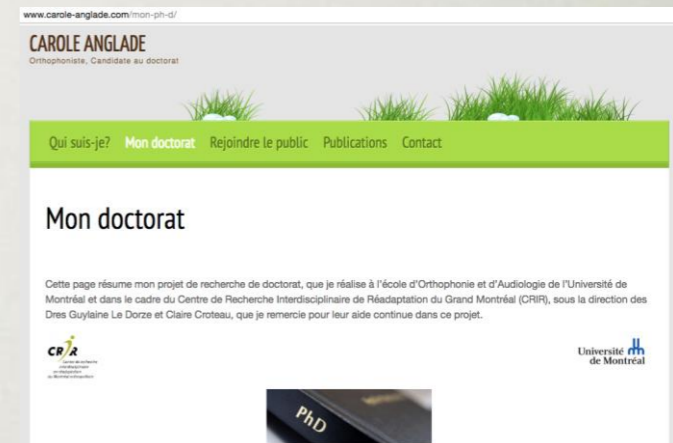 www.carole-anglade.com/mon-ph-d/
CAROLE ANGLADE
Orthophoniste, Candidate au doctorat
Qui suis-je? Mon doctorat Rejoindre le public Publications Contact
Mon doctorat
Cette page résume mon projet de recherche de doctorat, que je réalise à l'école d'Orthophonie et d'Audiologie de l'Université de
Montréal et dans le cadre du Centre de Recherche Interdisciplinaire de Réadaptation du Grand Montréal (CRIR), sous la direction des
Dres Guylaine Le Dorze et Claire Croteau, que je remercie pour leur aide continue dans ce projet.
CRIR
Université
de Montréal
PhD